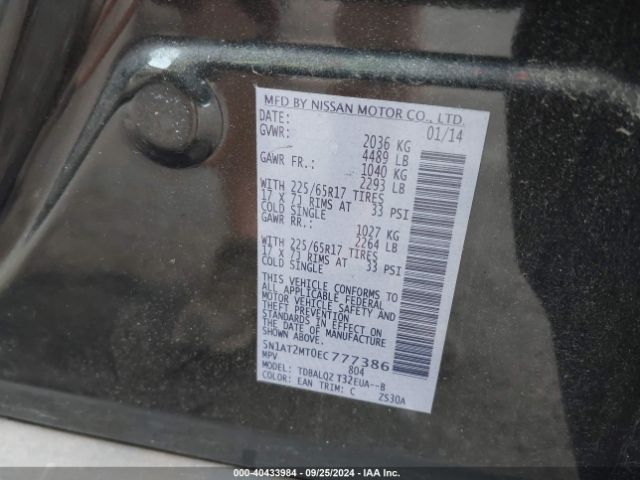 MFD BY NISSAN MOTOR CO., LTD.
DATE: 01/14
GVWR: 2036 KG
4489 LB
GAWR FR.: 1040 KG
2293 LB
WITH 225/65R17 TIRES
17 X 7J RIMS AT 33 PSI
COLD SINGLE
GAWR RR.: 1027 KG
2264 LB
WITH 225/65R17 TIRES
17 X 7J RIMS AT 33 PSI
COLD SINGLE
THIS VEHICLE CONFORMS TO
ALL APPLICABLE FEDERAL
MOTOR VEHICLE SAFETY AND
THEFT PREVENTION
STANDARDS IN EFFECT ON
THE DATE OF MANUFACTURE
SHOWN ABOVE.
5N1AT2MT0EC777386
MPV 804
MODEL: TDBALQZ T32EUA--B
COLOR: EAN TRIM: C ZS30A
000-40433984 | 09/25/2024 | IAA Inc.